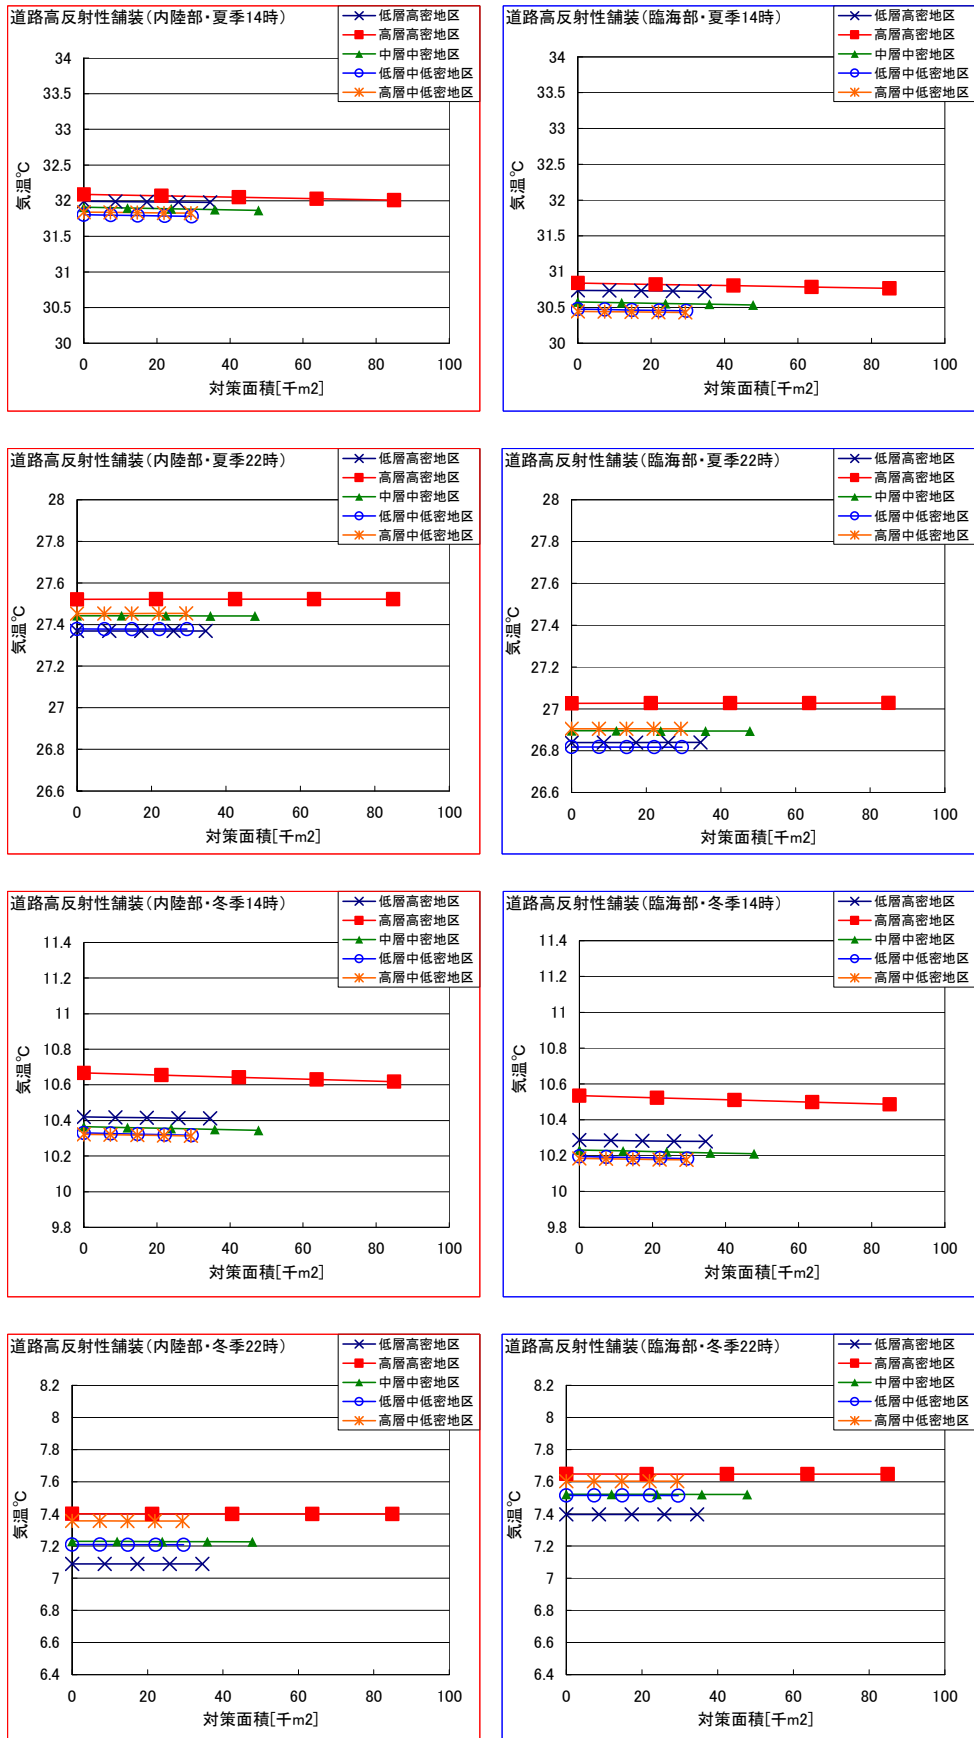 道路高反射性舗装(内陸部・夏季14時)
低層高密地区
高層高密地区
中層中密地区
低層中低密地区
高層中低密地区
気温℃
34
33.5
33
32.5
32
31.5
31
30.5
30
0 20 40 60 80 100
対策面積[千m2]
道路高反射性舗装(臨海部・夏季14時)
低層高密地区
高層高密地区
中層中密地区
低層中低密地区
高層中低密地区
気温℃
34
33.5
33
32.5
32
31.5
31
30.5
30
0 20 40 60 80 100
対策面積[千m2]
道路高反射性舗装(内陸部・夏季22時)
低層高密地区
高層高密地区
中層中密地区
低層中低密地区
高層中低密地区
気温℃
28
27.8
27.6
27.4
27.2
27
26.8
26.6
0 20 40 60 80 100
対策面積[千m2]
道路高反射性舗装(臨海部・夏季22時)
低層高密地区
高層高密地区
中層中密地区
低層中低密地区
高層中低密地区
気温℃
28
27.8
27.6
27.4
27.2
27
26.8
26.6
0 20 40 60 80 100
対策面積[千m2]
道路高反射性舗装(内陸部・冬季14時)
低層高密地区
高層高密地区
中層中密地区
低層中低密地区
高層中低密地区
気温℃
11.4
11.2
11
10.8
10.6
10.4
10.2
10
9.8
0 20 40 60 80 100
対策面積[千m2]
道路高反射性舗装(臨海部・冬季14時)
低層高密地区
高層高密地区
中層中密地区
低層中低密地区
高層中低密地区
気温℃
11.4
11.2
11
10.8
10.6
10.4
10.2
10
9.8
0 20 40 60 80 100
対策面積[千m2]
道路高反射性舗装(内陸部・冬季22時)
低層高密地区
高層高密地区
中層中密地区
低層中低密地区
高層中低密地区
気温℃
8.2
8
7.8
7.6
7.4
7.2
7
6.8
6.6
6.4
0 20 40 60 80 100
対策面積[千m2]
道路高反射性舗装(臨海部・冬季22時)
低層高密地区
高層高密地区
中層中密地区
低層中低密地区
高層中低密地区
気温℃
8.2
8
7.8
7.6
7.4
7.2
7
6.8
6.6
6.4
0 20 40 60 80 100
対策面積[千m2]